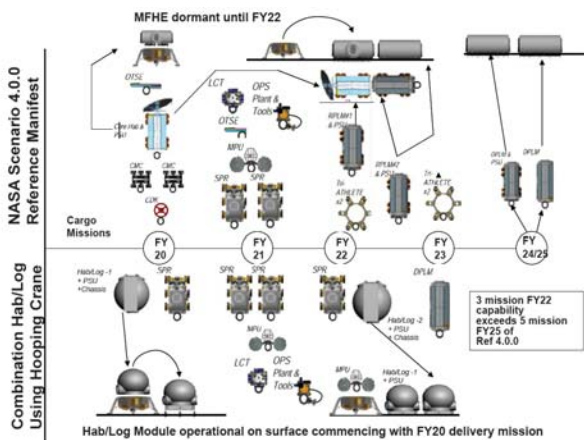 NASA Scenario 4.0.0
Reference Manifest
MFHE dormant until FY22
OTSE
LCT
OPS
Plant &
Tools
OTSE
Core Hab &
PSU
MPU
CMC
CMC
SPR
SPR
CDK
RPLM#1
& PSU
RPLM#2
& PSU
Tri-
ATHLETE
x2
Tri-
ATHLETE
x2
DPLM
& PSU
DPLM
Cargo
Missions
FY
20
FY
21
FY
22
FY
23
FY
24/25
Combination Hab/Log
Using Hooping Crane
Hab/Log -1
+ PSU
+Chassis
SPR
SPR
SPR
Hab/Log -2
+ PSU
+ Chassis
DPLM
3 mission FY22
capability
exceeds 5 mission
FY25 of
Ref 4.0.0
MPU
LCT
OPS
Plant &
Tools
MPU
Hab/Log -1
+ PSU
Hab/Log Module operational on surface commencing with FY20 delivery mission